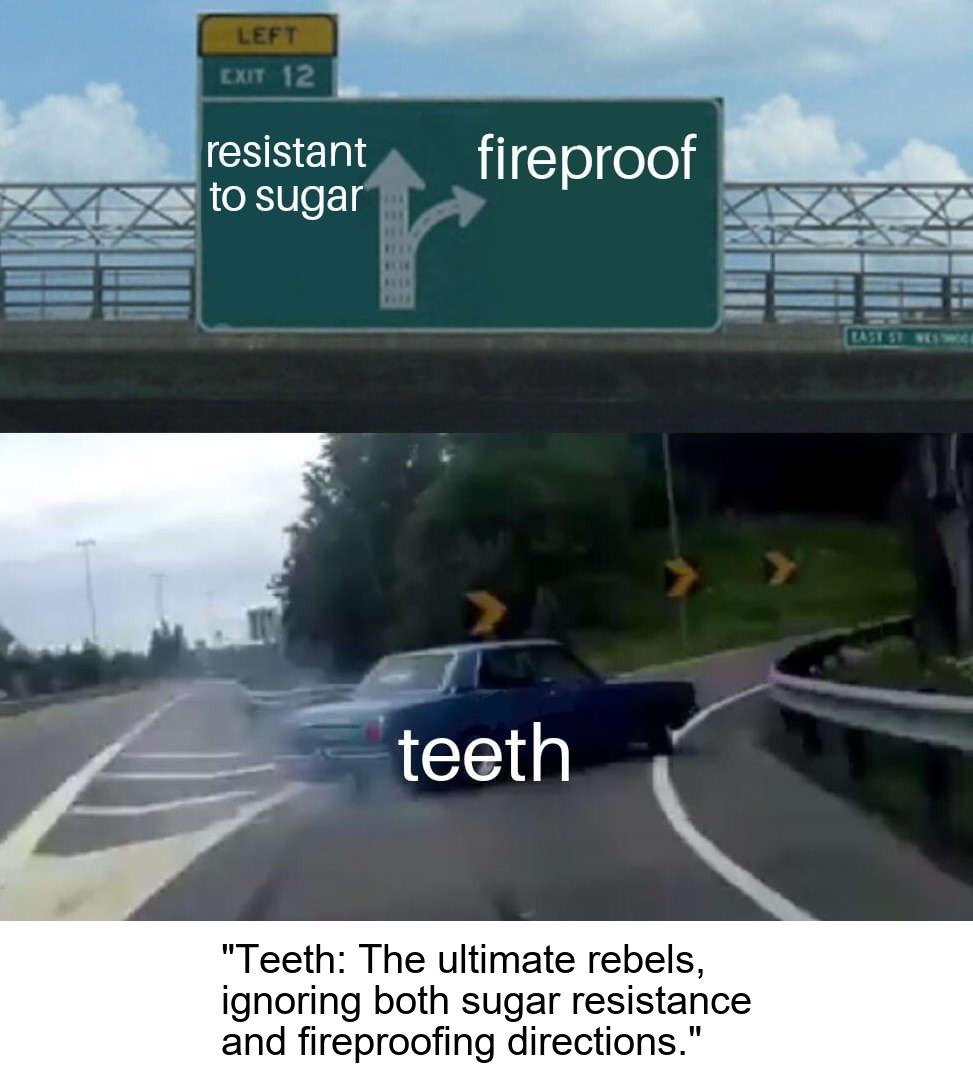 LEFT
EXIT 12
resistant
to sugar
fireproof
teeth
"Teeth: The ultimate rebels,
ignoring both sugar resistance
and fireproofing directions."